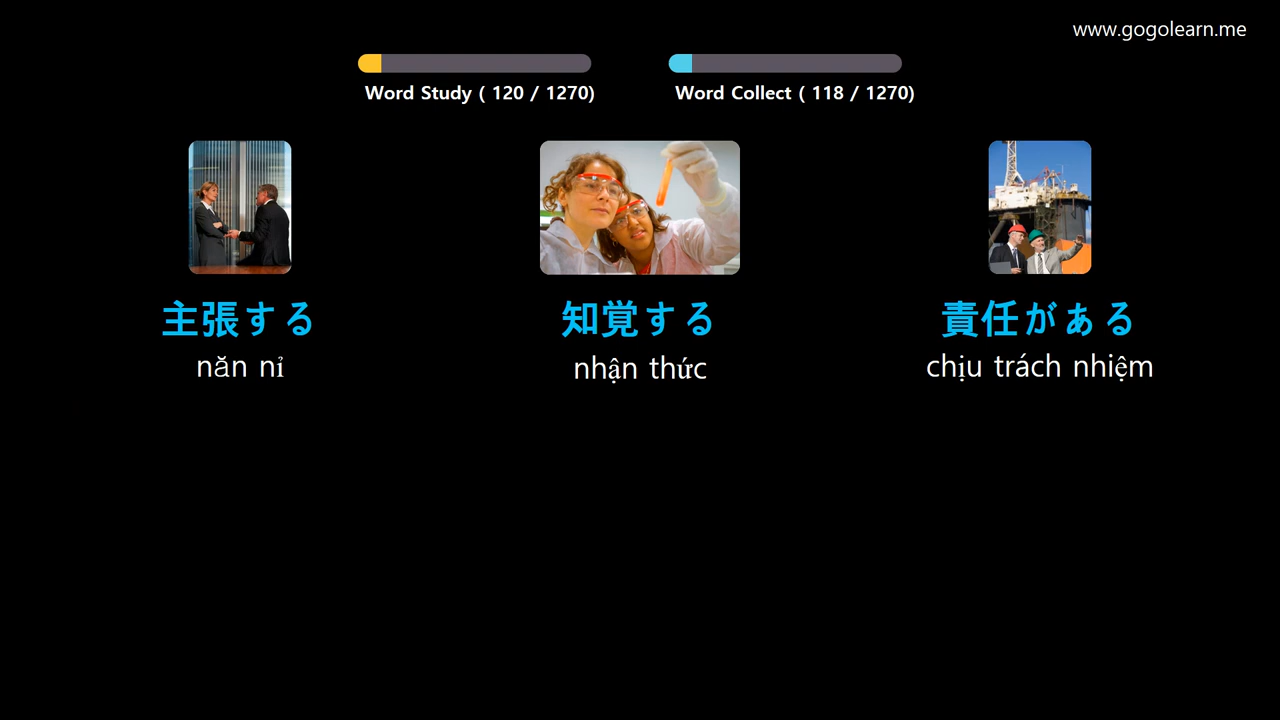 www.gogolearn.me
Word Study ( 120 / 1270)
Word Collect ( 118 / 1270)
主張する
知覚する
責任がある
năn nỉ
nhận thức
chịu trách nhiệm